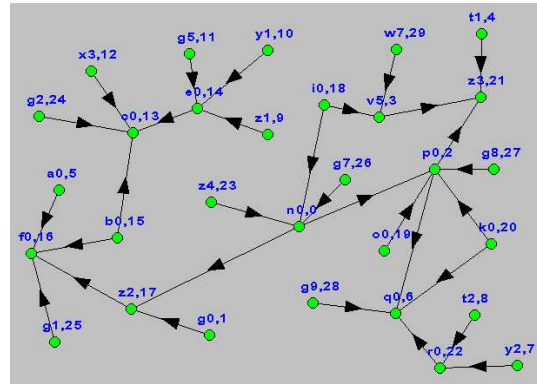 t1,4
g5,11
y1,10
w7,29
x3,12
z3,21
e0,14
i0,18
g2,24
v5,3
c0,13
z1,9
p0,2
g8,27
g7,26
a0,5
z4,23
n0,0
b0,15
k0,20
f0,16
o0,19
z2,17
g9,28
q0,6
t2,8
g1,25
g0,1
r0,22
y2,7